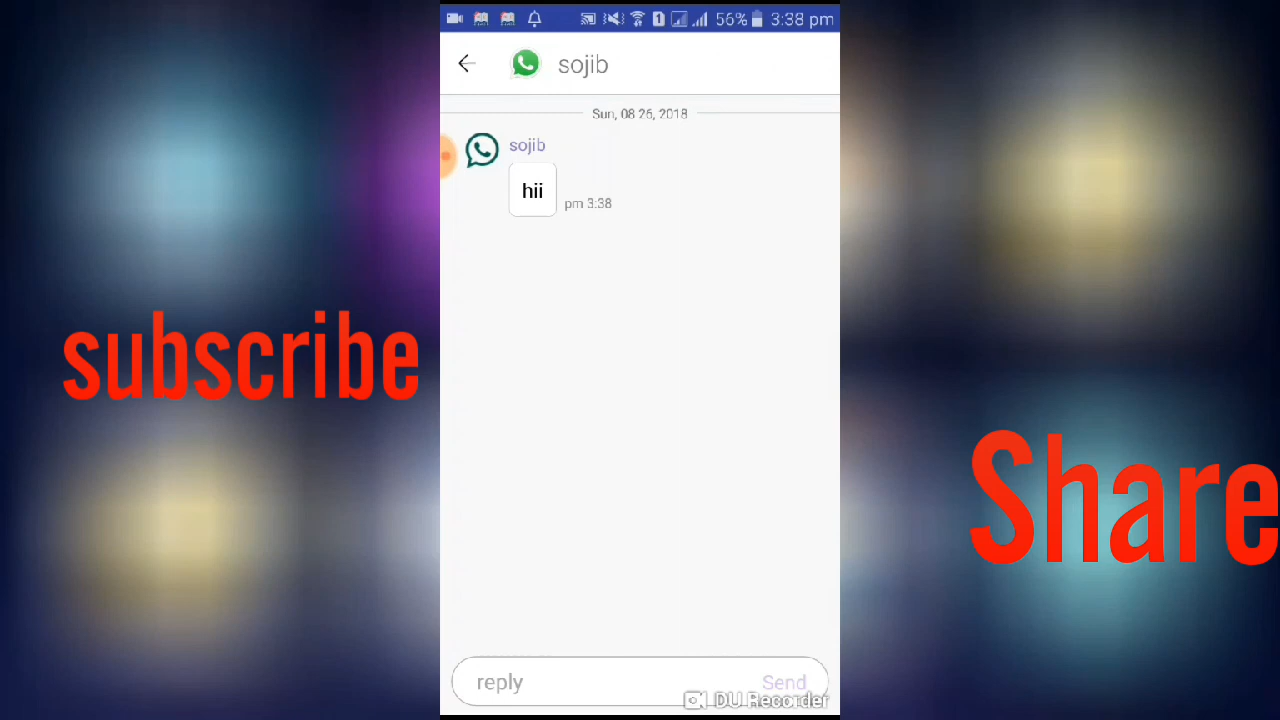 56% 3:38 pm
sojib
Sun, 08 26, 2018
sojib
hii
pm 3:38
subscribe
Share
reply
Send
DU Recorder